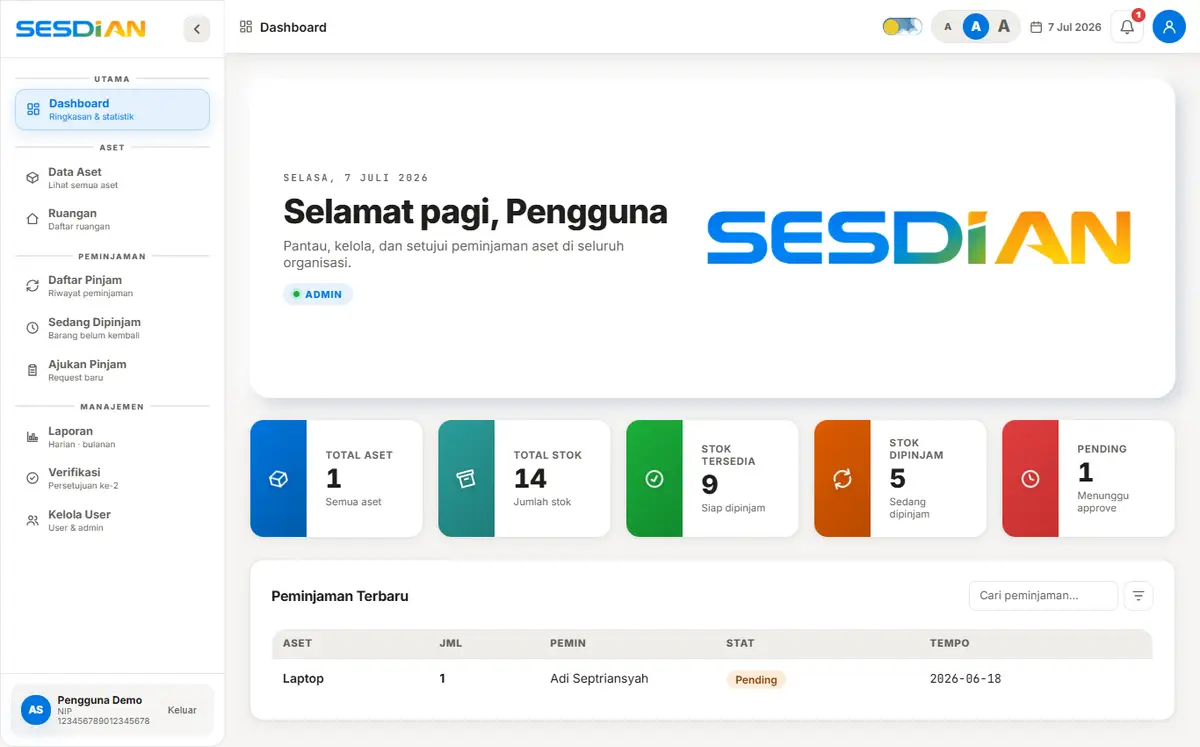 SESDiAN
Dashboard
A A A
7 Jul 2026
1
UTAMA
Dashboard
Ringkasan & statistik
ASET
Data Aset
Lihat semua aset
Ruangan
Daftar ruangan
PEMINJAMAN
Daftar Pinjam
Riwayat peminjaman
Sedang Dipinjam
Barang belum kembali
Ajukan Pinjam
Request baru
MANAJEMEN
Laporan
Harian · bulanan
Verifikasi
Persetujuan ke-2
Kelola User
User & admin
AS
Pengguna Demo
NIP
123456789012345678
Keluar
SELASA, 7 JULI 2026
Selamat pagi, Pengguna
Pantau, kelola, dan setujui peminjaman aset di seluruh
organisasi.
ADMIN
SESDiAN
TOTAL ASET
1
Semua aset
TOTAL STOK
14
Jumlah stok
STOK
TERSEDIA
9
Siap dipinjam
STOK
DIPINJAM
5
Sedang
dipinjam
PENDING
1
Menunggu
approve
Peminjaman Terbaru
Cari peminjaman...
ASET JML PEMIN STAT TEMPO
Laptop 1 Adi Septriansyah Pending 2026-06-18